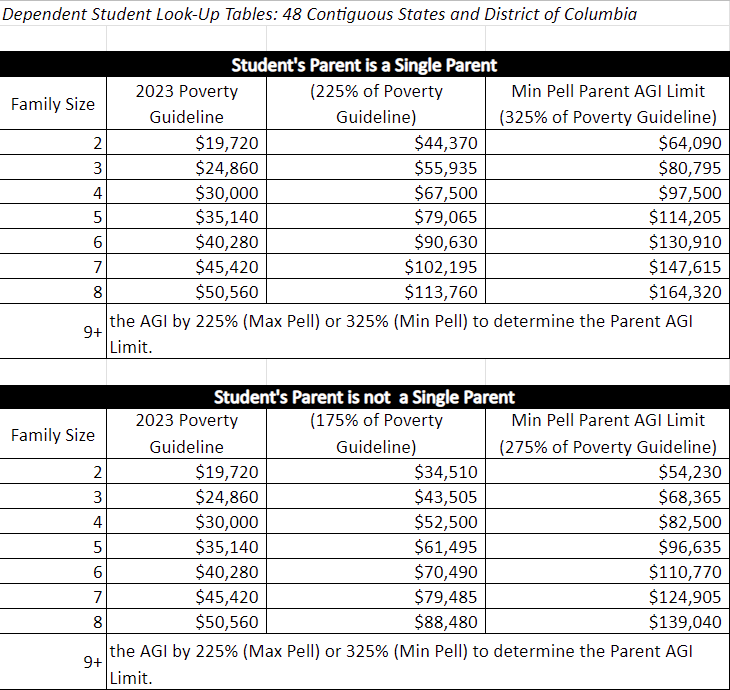 Dependent Student Look-Up Tables: 48 Contiguous States and District of Columbia
Student's Parent is a Single Parent
Family Size 2023 Poverty Guideline (225% of Poverty Guideline) Min Pell Parent AGI Limit (325% of Poverty Guideline)
2 $19,720 $44,370 $64,090
3 $24,860 $55,935 $80,795
4 $30,000 $67,500 $97,500
5 $35,140 $79,065 $114,205
6 $40,280 $90,630 $130,910
7 $45,420 $102,195 $147,615
8 $50,560 $113,760 $164,320
9+ the AGI by 225% (Max Pell) or 325% (Min Pell) to determine the Parent AGI
Limit.
Student's Parent is not a Single Parent
Family Size 2023 Poverty Guideline (175% of Poverty Guideline) Min Pell Parent AGI Limit (275% of Poverty Guideline)
2 $19,720 $34,510 $54,230
3 $24,860 $43,505 $68,365
4 $30,000 $52,500 $82,500
5 $35,140 $61,495 $96,635
6 $40,280 $70,490 $110,770
7 $45,420 $79,485 $124,905
8 $50,560 $88,480 $139,040
9+ the AGI by 225% (Max Pell) or 325% (Min Pell) to determine the Parent AGI
Limit.